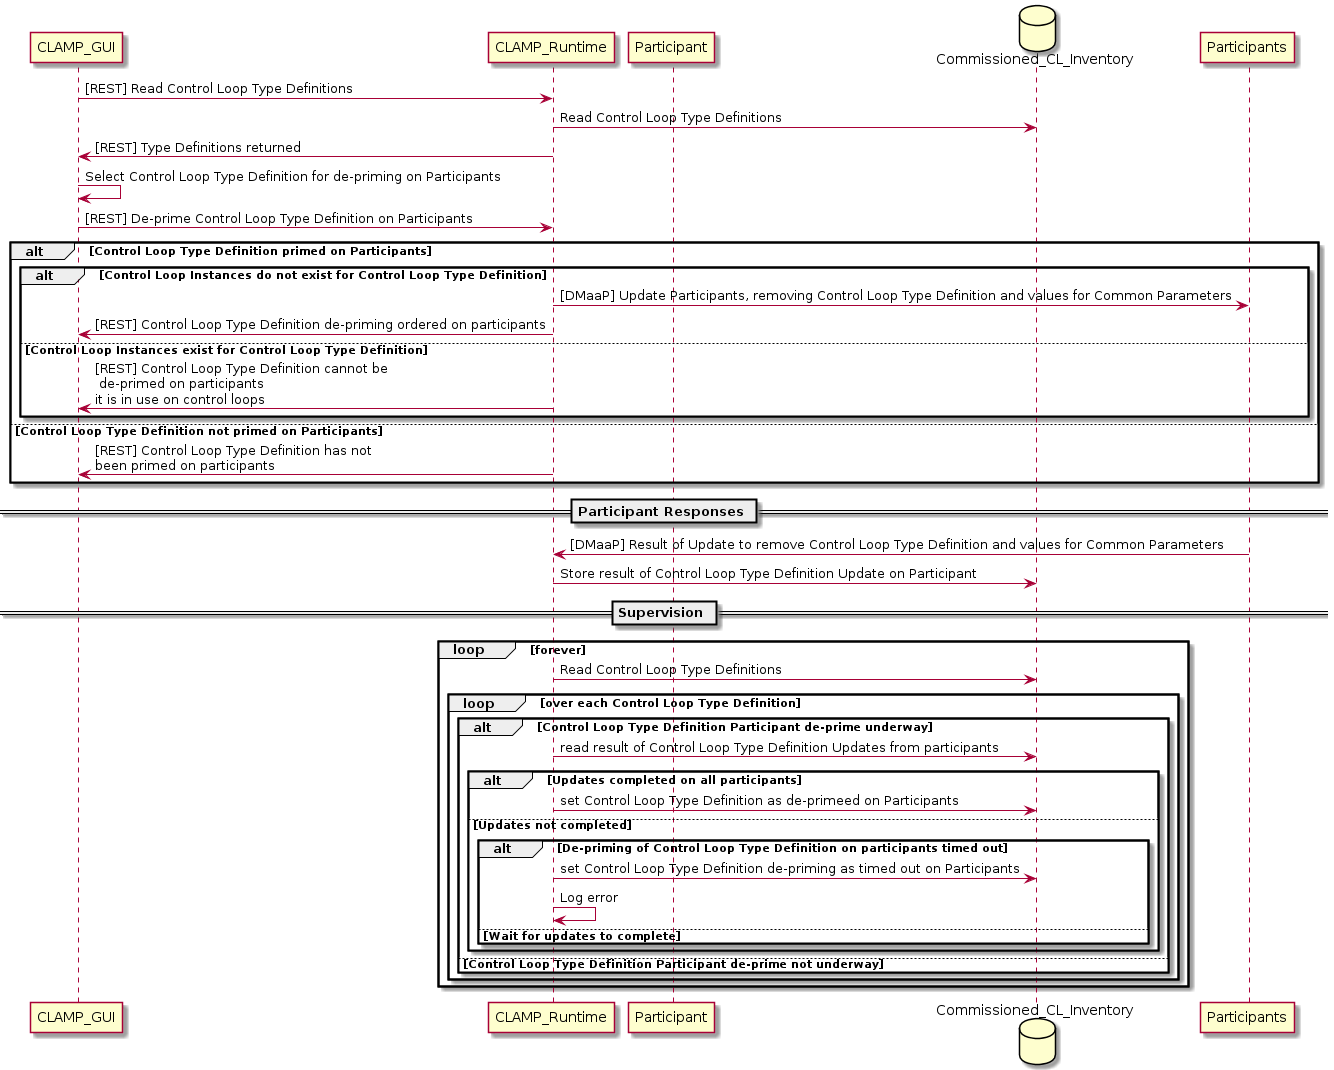 CLAMP_GUI
CLAMP_Runtime
Participant
Commissioned_CL_Inventory
Participants
[REST] Read Control Loop Type Definitions
Read Control Loop Type Definitions
[REST] Type Definitions returned
Select Control Loop Type Definition for de-priming on Participants
[REST] De-prime Control Loop Type Definition on Participants
alt [Control Loop Type Definition primed on Participants]
alt [Control Loop Instances do not exist for Control Loop Type Definition]
[DMaaP] Update Participants, removing Control Loop Type Definition and values for Common Parameters
[REST] Control Loop Type Definition de-priming ordered on participants
[Control Loop Instances exist for Control Loop Type Definition]
[REST] Control Loop Type Definition cannot be
de-primed on participants
it is in use on control loops
[Control Loop Type Definition not primed on Participants]
[REST] Control Loop Type Definition has not
been primed on participants
Participant Responses
[DMaaP] Result of Update to remove Control Loop Type Definition and values for Common Parameters
Store result of Control Loop Type Definition Update on Participant
Supervision
loop [forever]
Read Control Loop Type Definitions
loop [over each Control Loop Type Definition]
alt [Control Loop Type Definition Participant de-prime underway]
read result of Control Loop Type Definition Updates from participants
alt [Updates completed on all participants]
set Control Loop Type Definition as de-primeed on Participants
[Updates not completed]
alt [De-priming of Control Loop Type Definition on participants timed out]
set Control Loop Type Definition de-priming as timed out on Participants
Log error
[Wait for updates to complete]
[Control Loop Type Definition Participant de-prime not underway]
CLAMP_GUI
CLAMP_Runtime
Participant
Commissioned_CL_Inventory
Participants